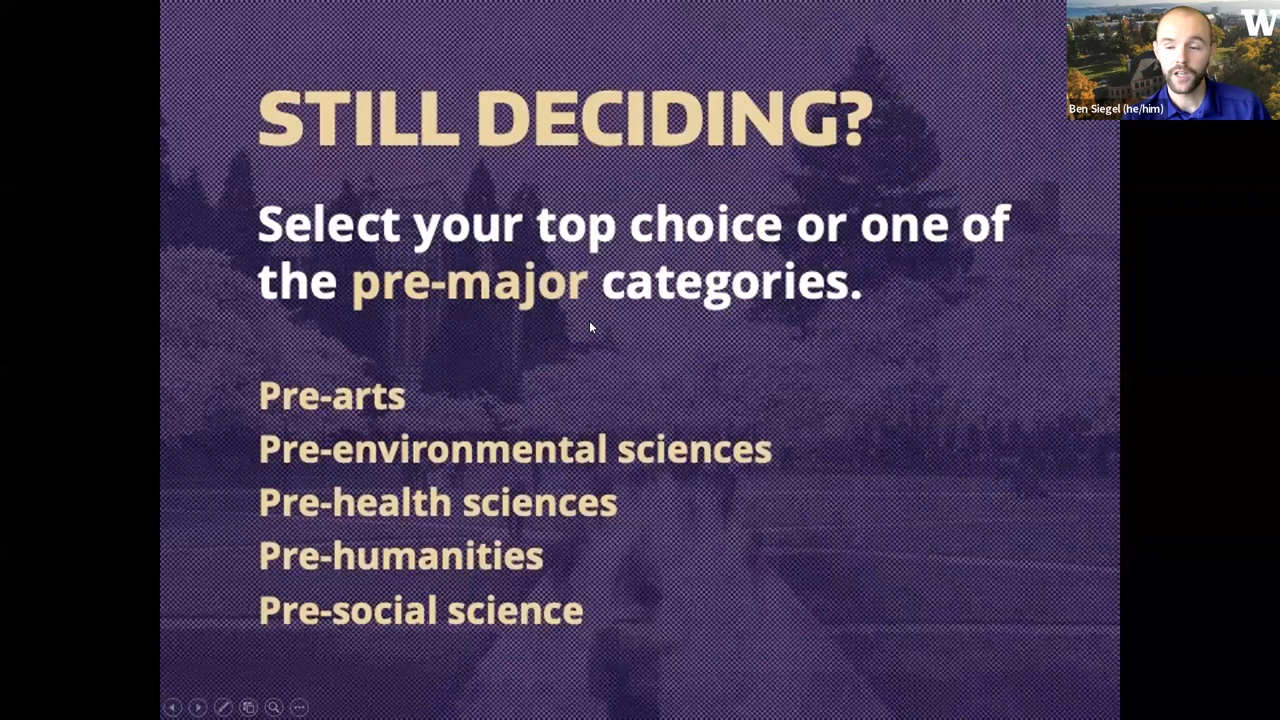 STILL DECIDING?
Select your top choice or one of
the pre-major categories.
Pre-arts
Pre-environmental sciences
Pre-health sciences
Pre-humanities
Pre-social science
W
Ben Siegel (he/him)